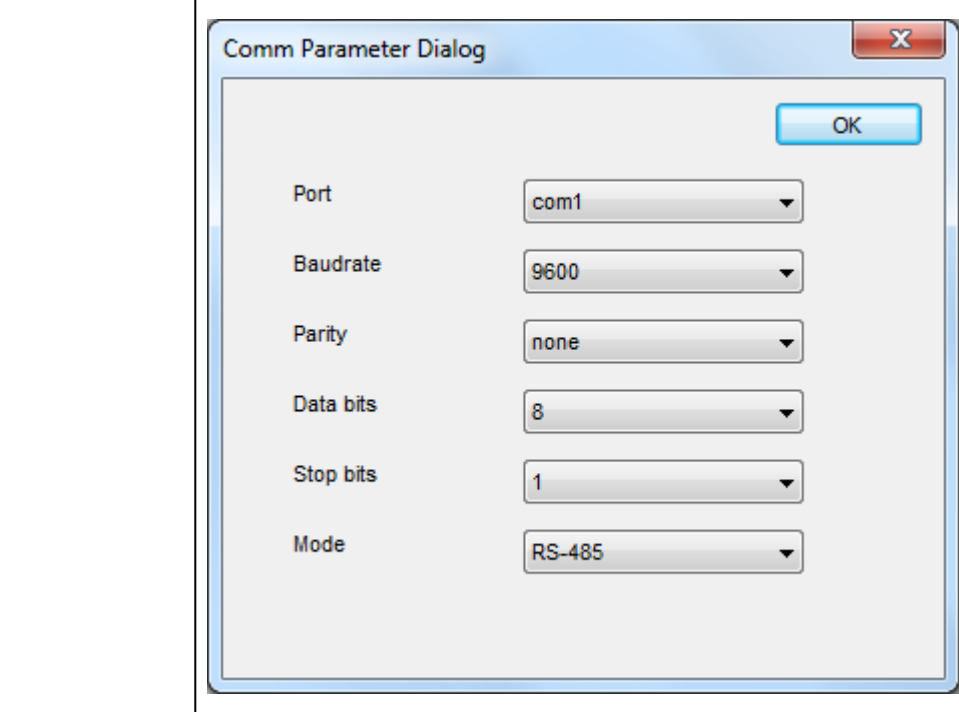 Comm Parameter Dialog
OK
Port com1
Baudrate 9600
Parity none
Data bits 8
Stop bits 1
Mode RS-485